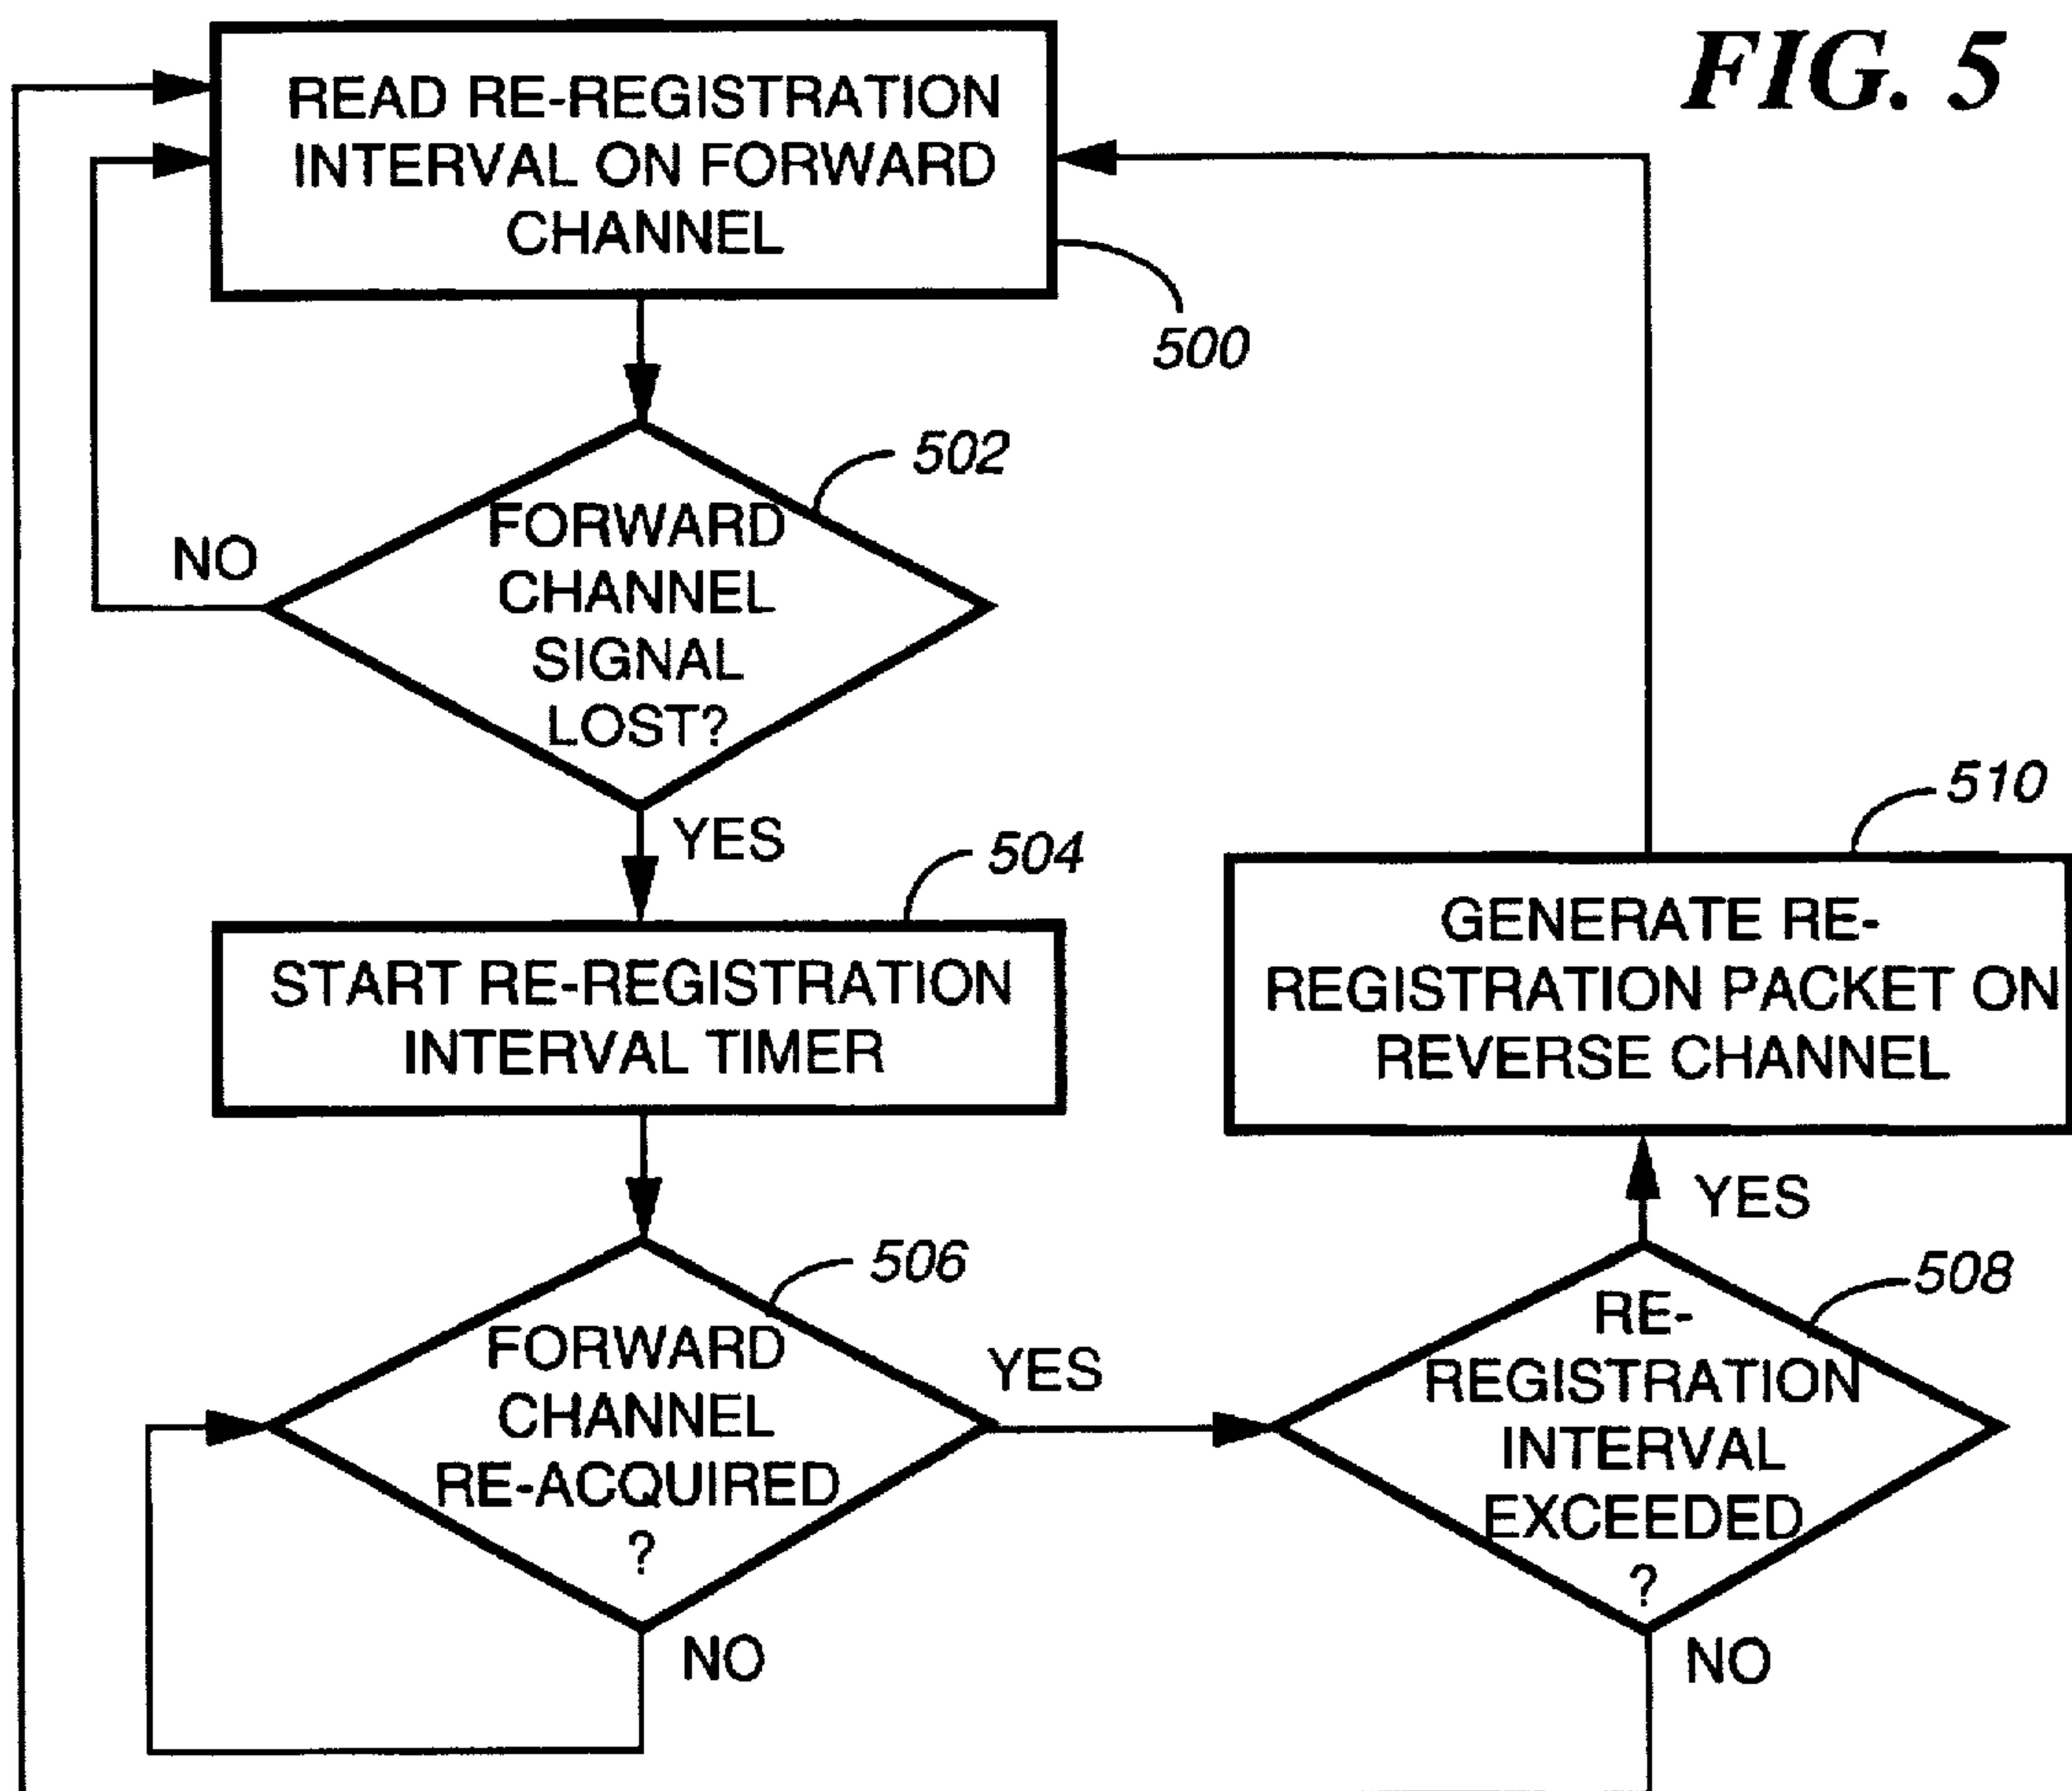 FIG. 5
READ RE-REGISTRATION
INTERVAL ON FORWARD
CHANNEL
500
502
FORWARD
CHANNEL
SIGNAL
LOST?
NO
YES
504
START RE-REGISTRATION
INTERVAL TIMER
506
FORWARD
CHANNEL
RE-ACQUIRED
?
YES
NO
508
RE-
REGISTRATION
INTERVAL
EXCEEDED
?
YES
NO
510
GENERATE RE-
REGISTRATION PACKET ON
REVERSE CHANNEL